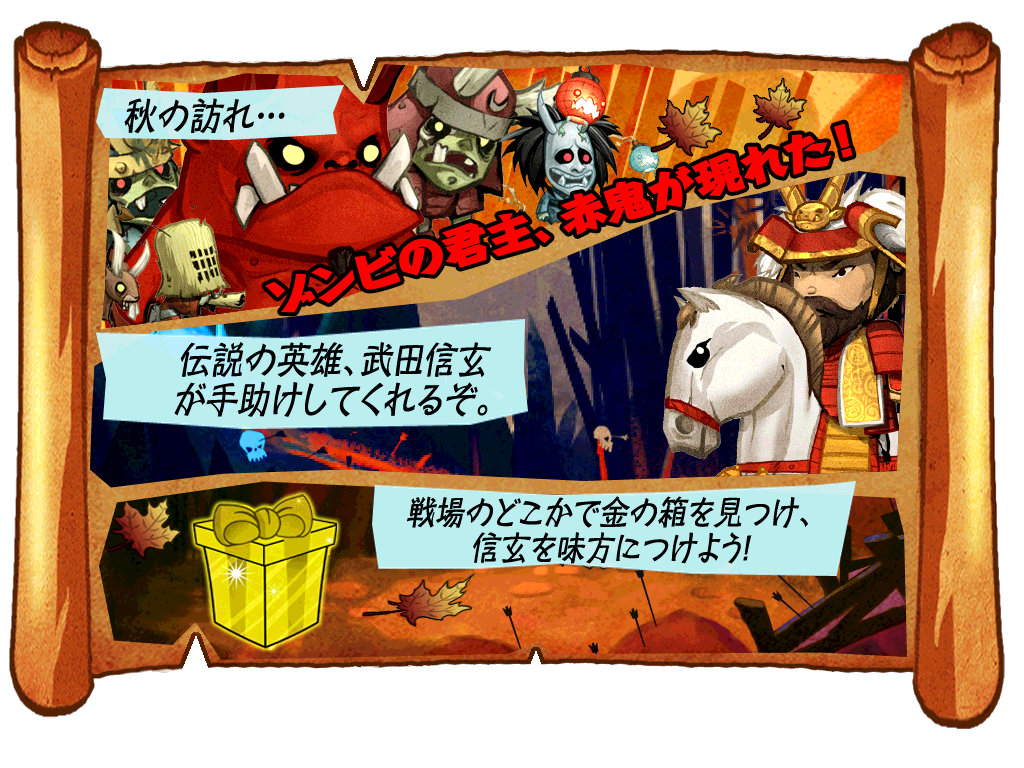 秋の訪れ…
ゾンビの君主、赤鬼が現れた!
伝説の英雄、武田信玄
が手助けしてくれるぞ。
戦場のどこかで金の箱を見つけ、
信玄を味方につけよう!